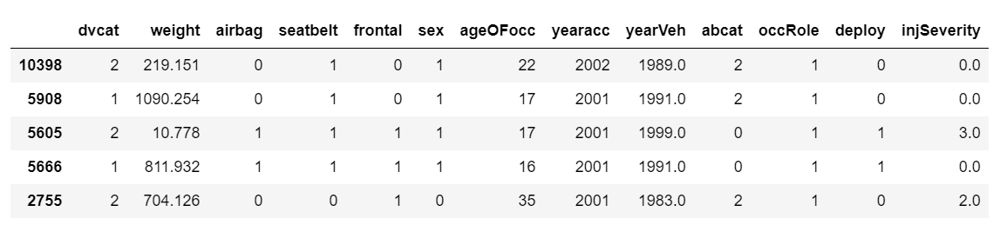 dvcat weight airbag seatbelt frontal sex ageOFocc yearacc yearVeh abcat occRole deploy injSeverity
10398 2 219.151 0 1 0 1 22 2002 1989.0 2 1 0 0.0
5908 1 1090.254 0 1 0 1 17 2001 1991.0 2 1 0 0.0
5605 2 10.778 1 1 1 1 17 2001 1999.0 0 1 1 3.0
5666 1 811.932 1 1 1 1 16 2001 1991.0 0 1 1 0.0
2755 2 704.126 0 0 1 0 35 2001 1983.0 2 1 0 2.0